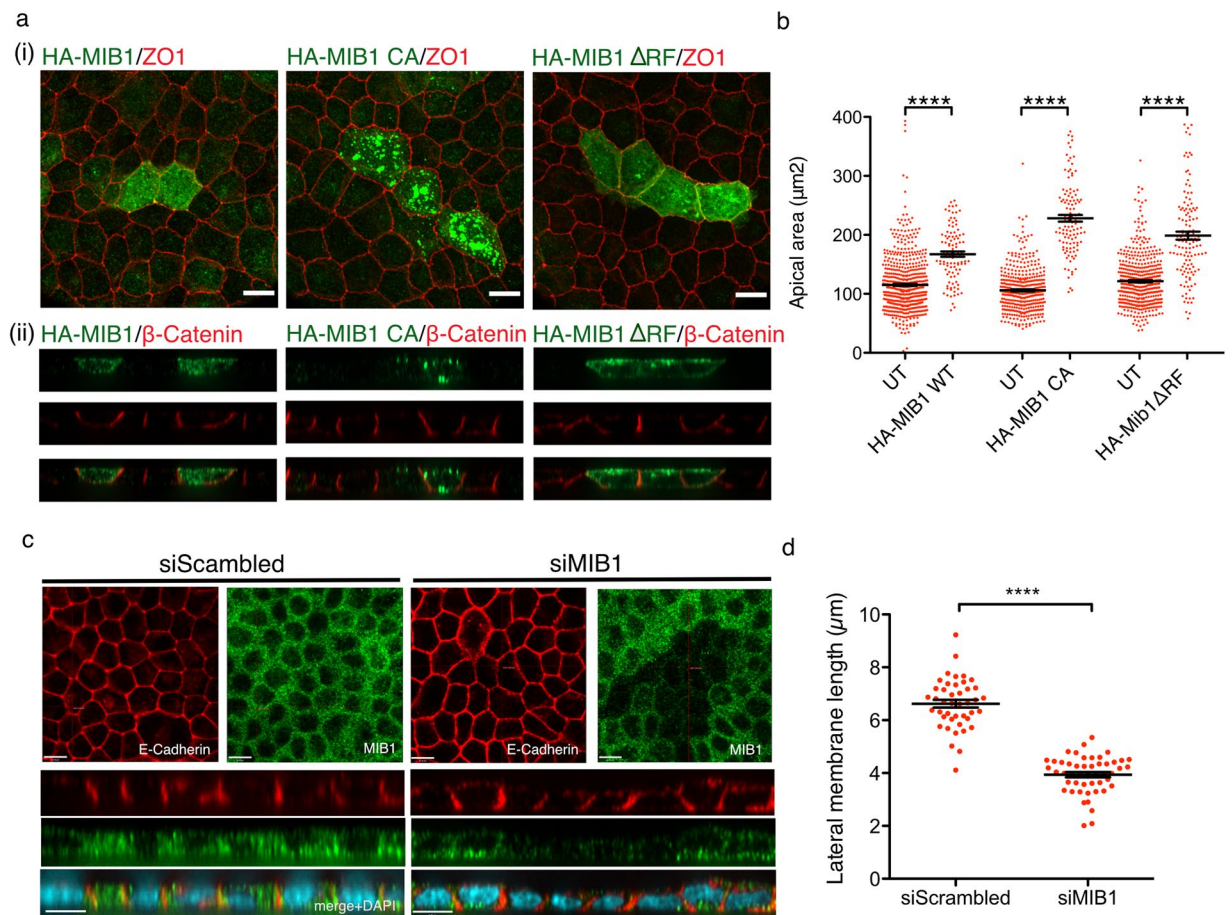 a
(i) HA-MIB1/ZO1 HA-MIB1 CA/ZO1 HA-MIB1 ΔRF/ZO1
(ii) HA-MIB1/β-Catenin HA-MIB1 CA/β-Catenin HA-MIB1 ΔRF/β-Catenin
b
**** **** ****
Apical area (µm2)
400
300
200
100
0
UT HA-MIB1 WT UT HA-MIB1 CA UT HA-Mib1ΔRF
c
siScambled siMIB1
E-Cadherin MIB1 E-Cadherin MIB1
merge+DAPI
d
****
Lateral membrane length (µm)
10
8
6
4
2
0
siScrambled siMIB1